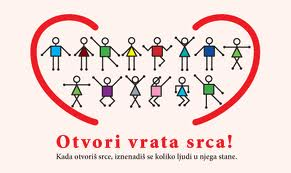 Otvori vrata srca!
Kada otvoriš srce, iznenadiš se koliko ljudi u njega stane.